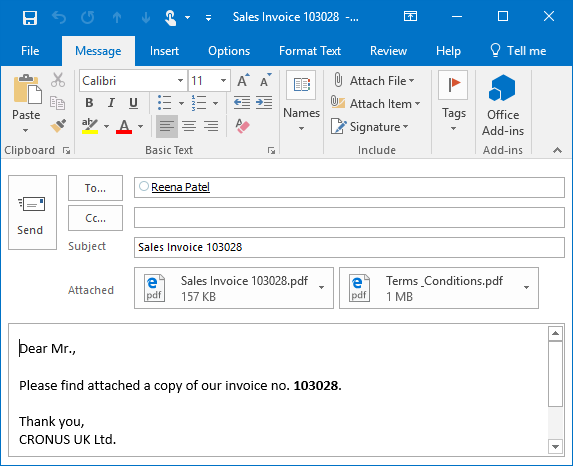 Sales Invoice 103028 -...
File Message Insert Options Format Text Review Help Tell me
Calibri 11
Paste
B I U
ab A A
Names
Attach File
Attach Item
Signature
Tags
Office
Add-ins
Clipboard Basic Text Include Add-ins
To... Reena Patel
Cc...
Send
Subject Sales Invoice 103028
Attached
pdf Sales Invoice 103028.pdf
157 KB
pdf Terms _Conditions.pdf
1 MB
Dear Mr.,
Please find attached a copy of our invoice no. 103028.
Thank you,
CRONUS UK Ltd.